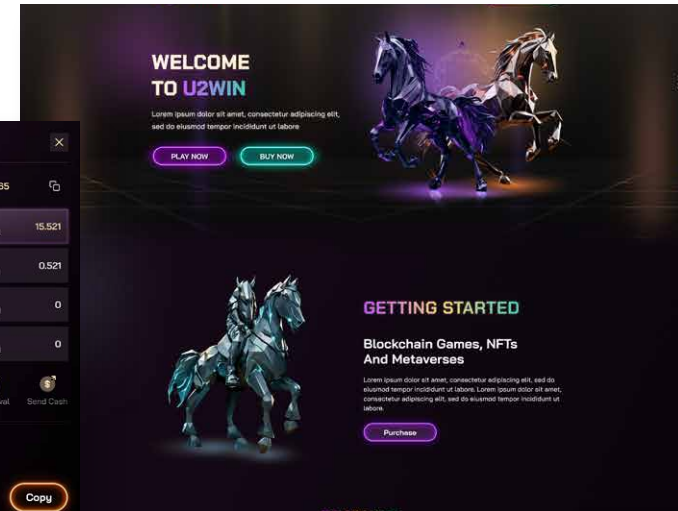 WELCOME
TO U2WIN
Lorem ipsum dolor sit amet, consectetur adipiscing elit,
sed do eiusmod tempor incididunt ut labore
PLAY NOW
BUY NOW
65
15.521
0.521
0
0
Send Cash
Copy
GETTING STARTED
Blockchain Games, NFTs
And Metaverses
Lorem ipsum dolor sit amet, consectetur adipiscing elit, sed do
eiusmod tempor incididunt ut labore. Lorem ipsum dolor sit amet,
consectetur adipiscing elit, sed do eiusmod tempor incididunt ut
labore.
Purchase